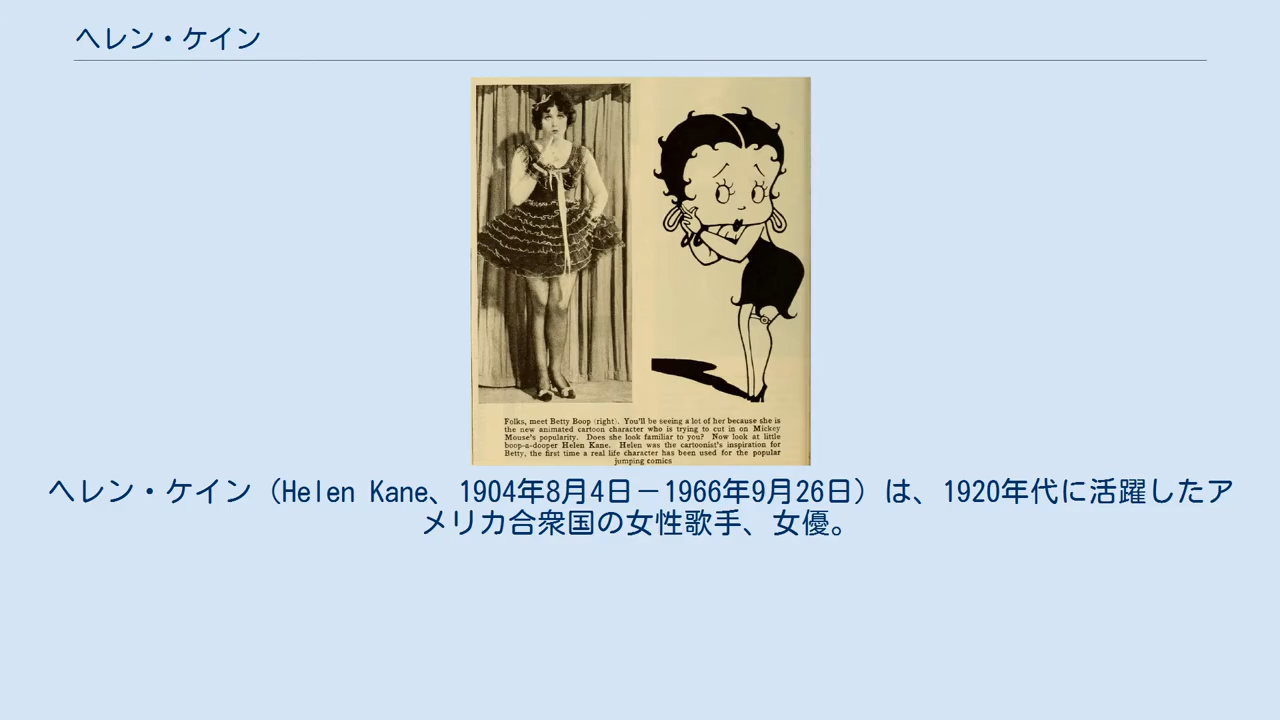 ヘレン・ケイン
Folks, meet Betty Boop (right). You'll be seeing a lot of her because she is
the new animated cartoon character who is trying to cut in on Mickey
Mouse's popularity. Does she look familiar to you? Now look at little
boop-a-dooper Helen Kane. Helen was the cartoonist's inspiration for
Betty, the first time a real life character has been used for the popular
jumping comics
ヘレン・ケイン（Helen Kane、1904年8月4日－1966年9月26日）は、1920年代に活躍したア
メリカ合衆国の女性歌手、女優。